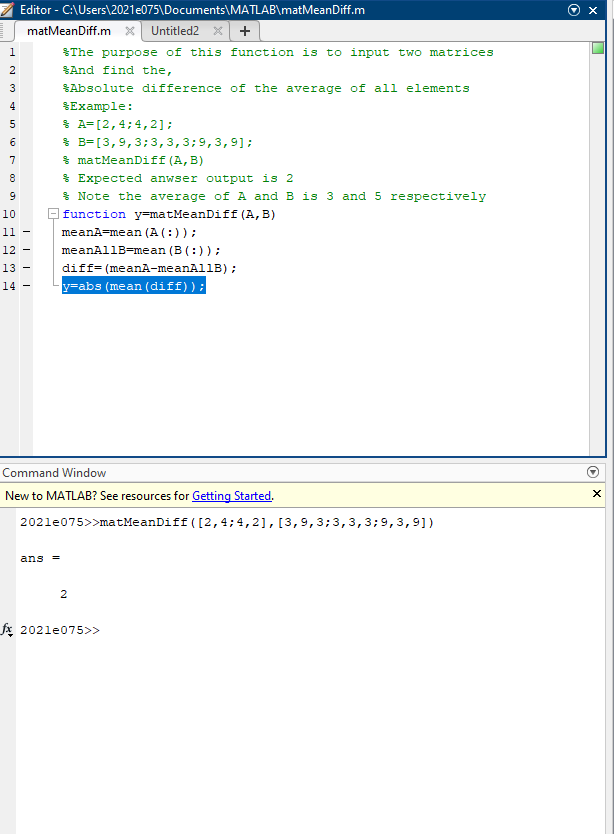 Editor - C:\Users\2021e075\Documents\MATLAB\matMeanDiff.m
matMeanDiff.m Untitled2 +
1 %The purpose of this function is to input two matrices
2 %And find the,
3 %Absolute difference of the average of all elements
4 %Example:
5 % A=[2,4;4,2];
6 % B=[3,9,3;3,3,3;9,3,9];
7 % matMeanDiff(A,B)
8 % Expected anwser output is 2
9 % Note the average of A and B is 3 and 5 respectively
10 function y=matMeanDiff(A,B)
11 - meanA=mean(A(:));
12 - meanAllB=mean(B(:));
13 - diff=(meanA-meanAllB);
14 - y=abs(mean(diff));
Command Window
New to MATLAB? See resources for Getting Started.
2021e075>>matMeanDiff([2,4;4,2],[3,9,3;3,3,3;9,3,9])
ans =
2
fx 2021e075>>